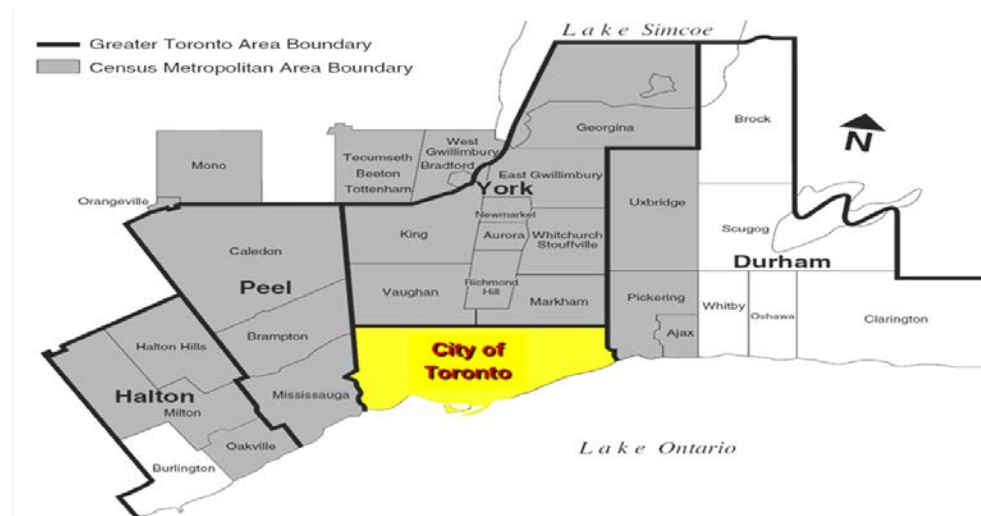 Lake Simcoe
Greater Toronto Area Boundary
Census Metropolitan Area Boundary
Brock
N
Georgina
Mono
West
Gwillimbury
Bradford
Tecumseth
Beeton
Tottenham
East Gwillimbury
York
Orangeville
Uxbridge
Newmarket
King
Aurora
Whitchurch
Stouffville
Scugog
Caledon
Durham
Peel
Vaughan
Richmond
Hill
Markham
Pickering
Whitby
Oshawa
Clarington
Ajax
Brampton
Halton Hills
City of
Toronto
Halton
Milton
Mississauga
Oakville
Burlington
Lake Ontario